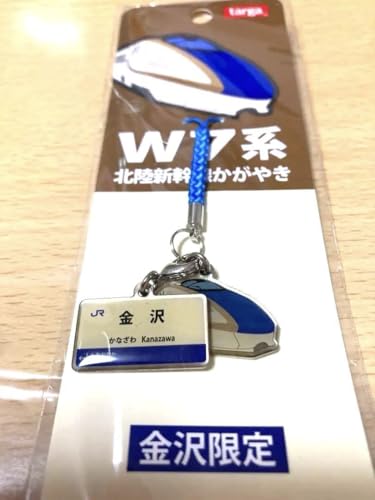 targa
W7系
北陸新幹線かがやき
JR
金沢
かなざわ Kanazawa
金沢限定